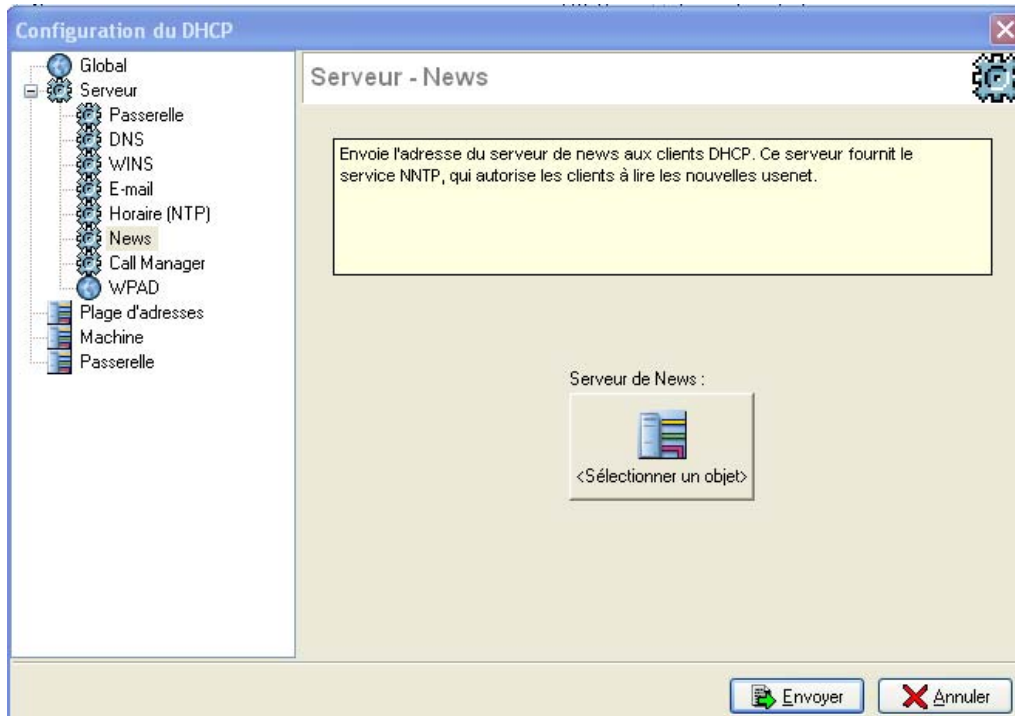 Configuration du DHCP
Global
Serveur
Passerelle
DNS
WINS
E-mail
Horaire (NTP)
News
Call Manager
WPAD
Plage d'adresses
Machine
Passerelle
Serveur - News
Envoie l'adresse du serveur de news aux clients DHCP. Ce serveur fournit le
service NNTP, qui autorise les clients à lire les nouvelles usenet.
Serveur de News :
<Sélectionner un objet>
Envoyer
Annuler